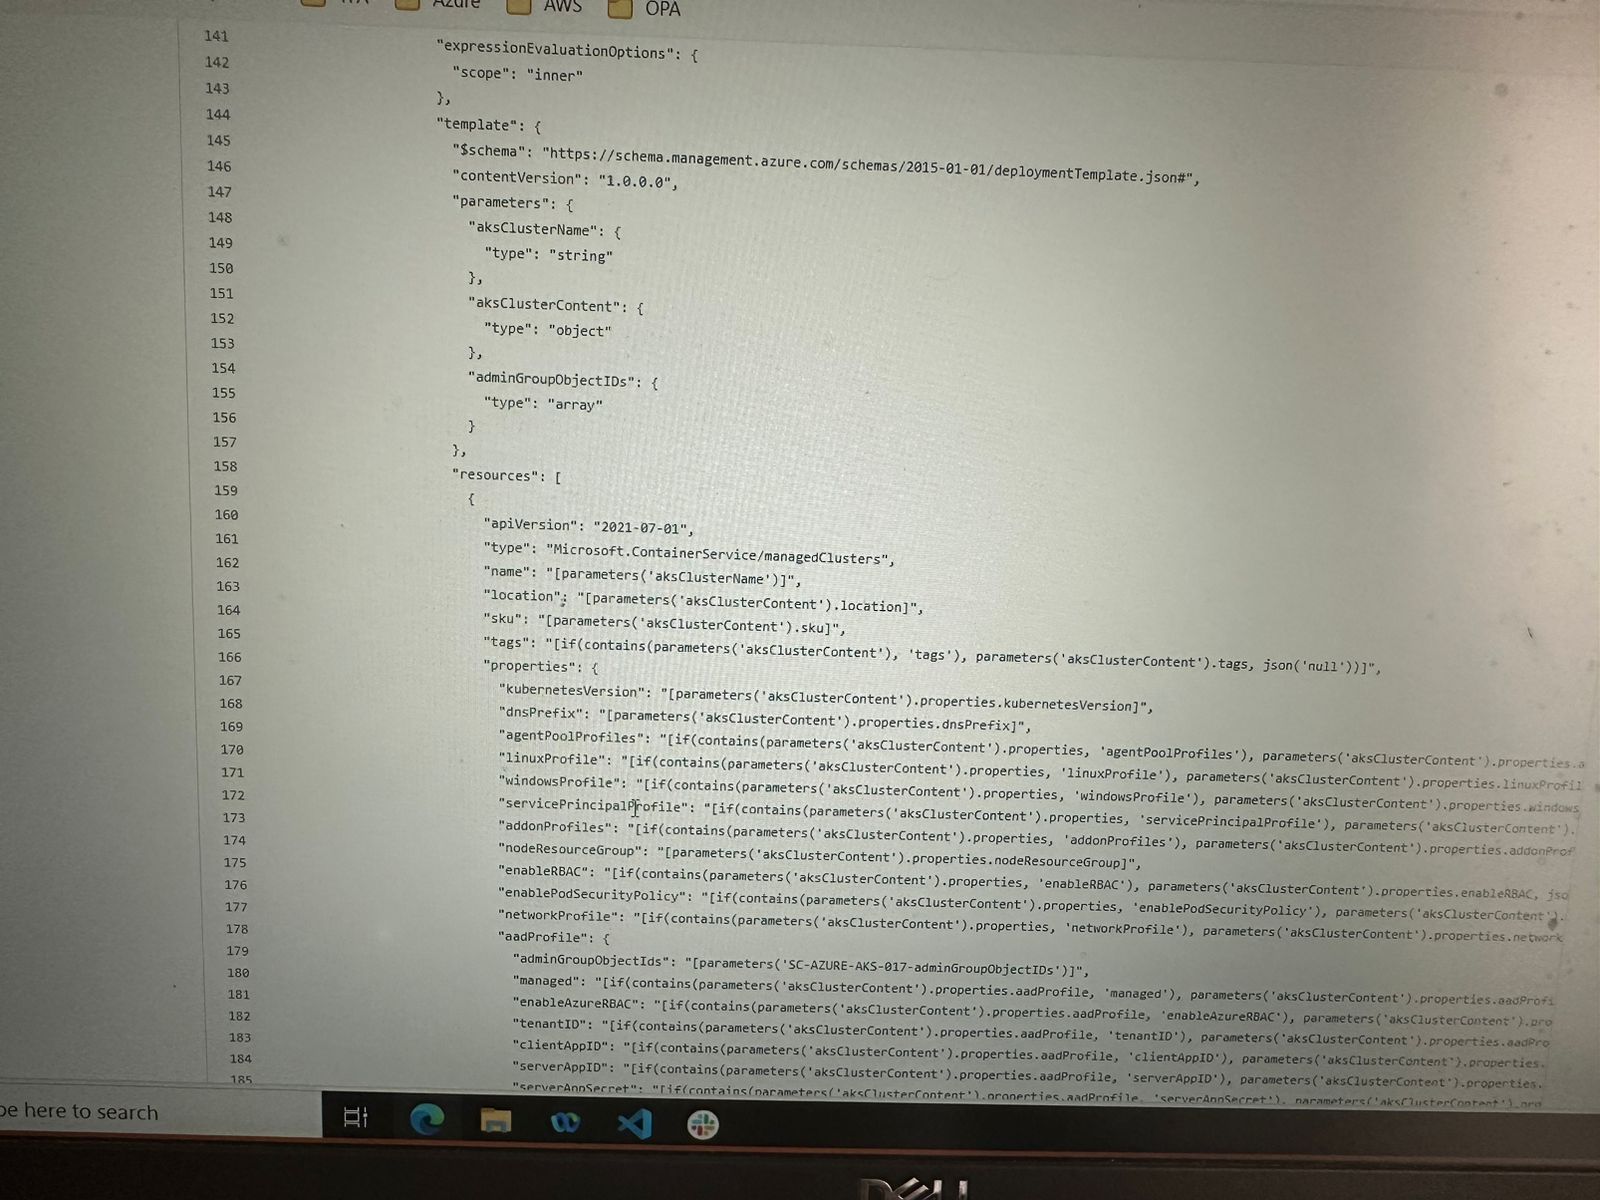 Azure
AWS
OPA
141
142 "expressionEvaluationOptions": {
143 "scope": "inner"
144 },
145 "template": {
146 "$schema": "https://schema.management.azure.com/schemas/2015-01-01/deploymentTemplate.json#",
147 "contentVersion": "1.0.0.0",
148 "parameters": {
149 "aksClusterName": {
150 "type": "string"
151 },
152 "aksClusterContent": {
153 "type": "object"
154 },
155 "adminGroupObjectIDs": {
156 "type": "array"
157 }
158 },
159 "resources": [
160 {
161 "apiVersion": "2021-07-01",
162 "type": "Microsoft.ContainerService/managedClusters",
163 "name": "[parameters('aksClusterName')]",
164 "location": "[parameters('aksClusterContent').location]",
165 "sku": "[parameters('aksClusterContent').sku]",
166 "tags": "[if(contains(parameters('aksClusterContent'), 'tags'), parameters('aksClusterContent').tags, json('null'))]",
167 "properties": {
168 "kubernetesVersion": "[parameters('aksClusterContent').properties.kubernetesVersion]",
169 "dnsPrefix": "[parameters('aksClusterContent').properties.dnsPrefix]",
170 "agentPoolProfiles": "[if(contains(parameters('aksClusterContent').properties, 'agentPoolProfiles'), parameters('aksClusterContent').properties.a
171 "linuxProfile": "[if(contains(parameters('aksClusterContent').properties, 'linuxProfile'), parameters('aksClusterContent').properties.linuxProfil
172 "windowsProfile": "[if(contains(parameters('aksClusterContent').properties, 'windowsProfile'), parameters('aksClusterContent').properties.windows
173 "servicePrincipalProfile": "[if(contains(parameters('aksClusterContent').properties, 'servicePrincipalProfile'), parameters('aksClusterContent').
174 "addonProfiles": "[if(contains(parameters('aksClusterContent').properties, 'addonProfiles'), parameters('aksClusterContent').properties.addonProf
175 "nodeResourceGroup": "[parameters('aksClusterContent').properties.nodeResourceGroup]",
176 "enableRBAC": "[if(contains(parameters('aksClusterContent').properties, 'enableRBAC'), parameters('aksClusterContent').properties.enableRBAC, jso
177 "enablePodSecurityPolicy": "[if(contains(parameters('aksClusterContent').properties, 'enablePodSecurityPolicy'), parameters('aksClusterContent').
178 "networkProfile": "[if(contains(parameters('aksClusterContent').properties, 'networkProfile'), parameters('aksClusterContent').properties.network
179 "aadProfile": {
180 "adminGroupObjectIds": "[parameters('SC-AZURE-AKS-017-adminGroupObjectIDs')]",
181 "managed": "[if(contains(parameters('aksClusterContent').properties.aadProfile, 'managed'), parameters('aksClusterContent').properties.aadProfi
182 "enableAzureRBAC": "[if(contains(parameters('aksClusterContent').properties.aadProfile, 'enableAzureRBAC'), parameters('aksClusterContent').pro
183 "tenantID": "[if(contains(parameters('aksClusterContent').properties.aadProfile, 'tenantID'), parameters('aksClusterContent').properties.aadPro
184 "clientAppID": "[if(contains(parameters('aksClusterContent').properties.aadProfile, 'clientAppID'), parameters('aksClusterContent').properties.
185 "serverAppID": "[if(contains(parameters('aksClusterContent').properties.aadProfile, 'serverAppID'), parameters('aksClusterContent').properties.
"serverAppSecret": "[if(contains(parameters('aksClusterContent').properties.aadProfile, 'serverAppSecret'), parameters('aksClusterContent').pro
pe here to search
DELL